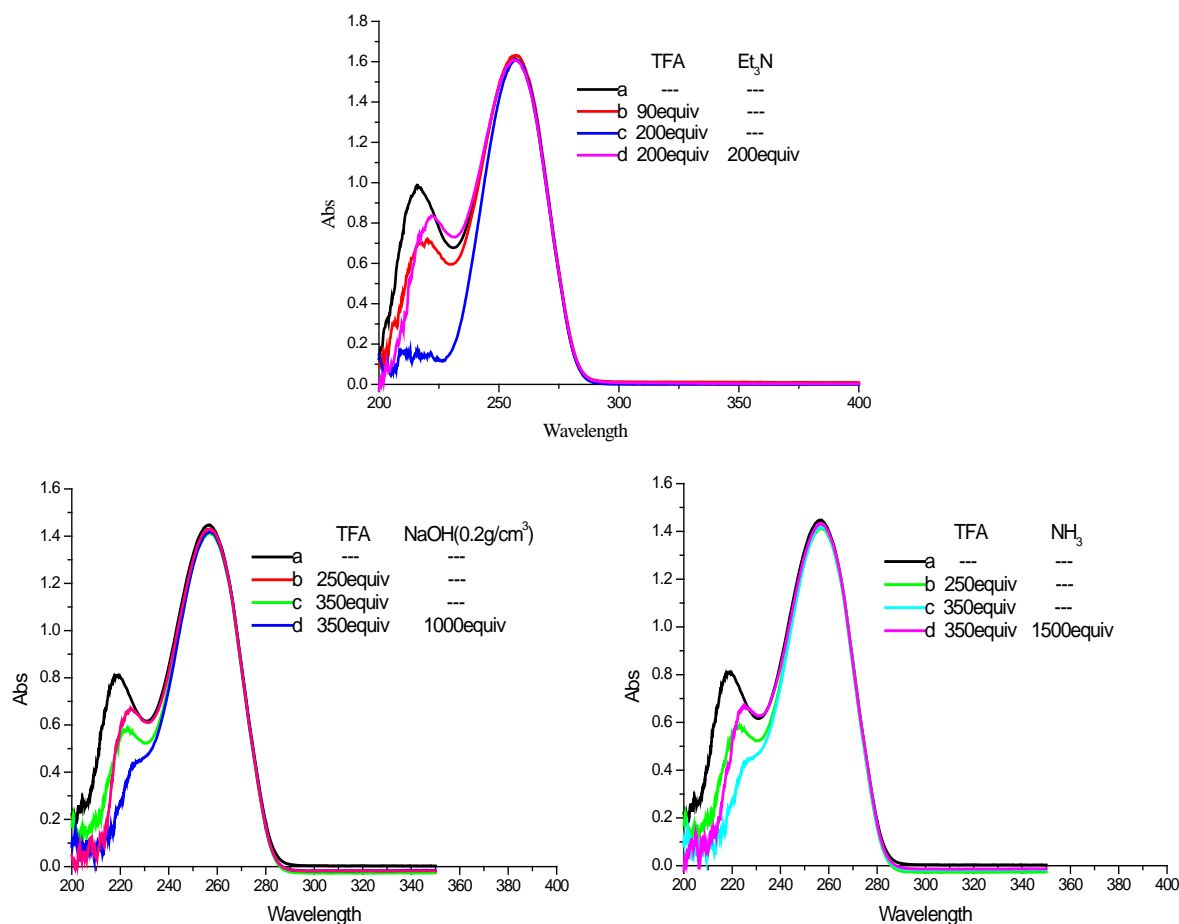 1.8
1.6
1.4
1.2
1.0
0.8
0.6
0.4
0.2
0.0
Abs
200 250 300 350 400
Wavelength
TFA Et₃N
a --- ---
b 90equiv ---
c 200equiv ---
d 200equiv 200equiv
1.6
1.4
1.2
1.0
0.8
0.6
0.4
0.2
0.0
Abs
200 220 240 260 280 300 320 340 360 380 400
Wavelength
TFA NaOH(0.2g/cm³)
a --- ---
b 250equiv ---
c 350equiv ---
d 350equiv 1000equiv
1.6
1.4
1.2
1.0
0.8
0.6
0.4
0.2
0.0
Abs
200 220 240 260 280 300 320 340 360 380 400
Wavelength
TFA NH₃
a --- ---
b 250equiv ---
c 350equiv ---
d 350equiv 1500equiv